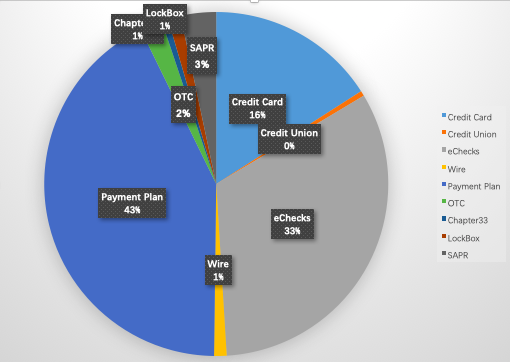 LockBox
1%
Chapt
1%
SAPR
3%
OTC
2%
Credit Card
16%
Credit Union
0%
Payment Plan
43%
eChecks
33%
Wire
1%
Credit Card
Credit Union
eChecks
Wire
Payment Plan
OTC
Chapter33
LockBox
SAPR